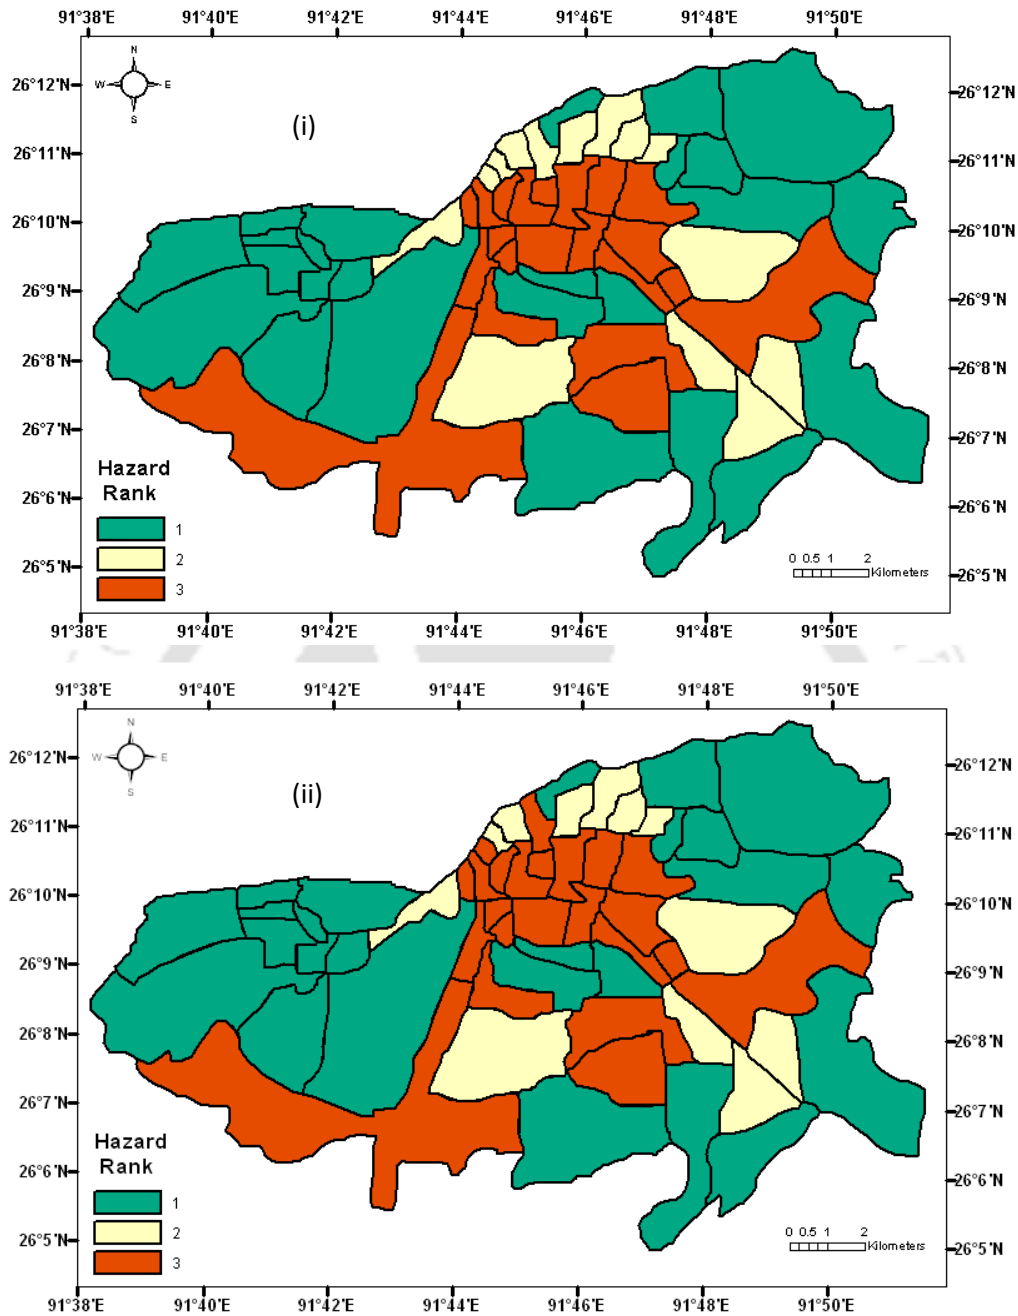 91°38'E 91°40'E 91°42'E 91°44'E 91°46'E 91°48'E 91°50'E
N
W E
S
(i)
26°12'N 26°12'N
26°11'N 26°11'N
26°10'N 26°10'N
26°9'N 26°9'N
26°8'N 26°8'N
26°7'N 26°7'N
26°6'N 26°6'N
26°5'N 26°5'N
Hazard
Rank
1
2
3
0 0.5 1 2
Kilometers
91°38'E 91°40'E 91°42'E 91°44'E 91°46'E 91°48'E 91°50'E
91°38'E 91°40'E 91°42'E 91°44'E 91°46'E 91°48'E 91°50'E
N
W E
S
(ii)
26°12'N 26°12'N
26°11'N 26°11'N
26°10'N 26°10'N
26°9'N 26°9'N
26°8'N 26°8'N
26°7'N 26°7'N
26°6'N 26°6'N
26°5'N 26°5'N
Hazard
Rank
1
2
3
0 0.5 1 2
Kilometers
91°38'E 91°40'E 91°42'E 91°44'E 91°46'E 91°48'E 91°50'E